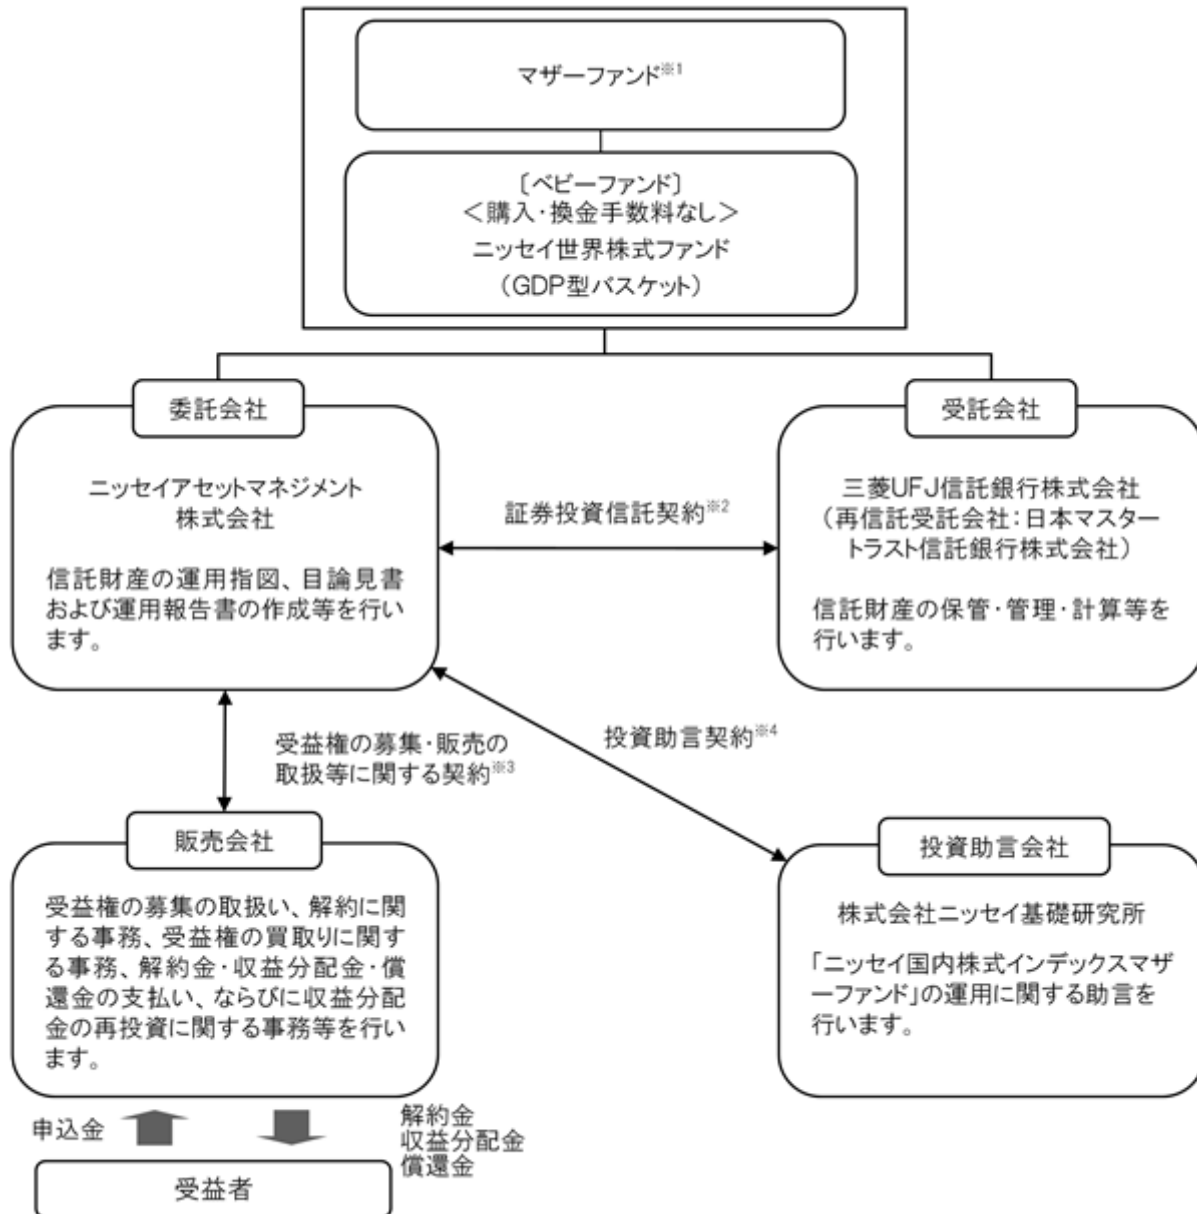 マザーファンド※1
〔ベビーファンド〕
＜購入・換金手数料なし＞
ニッセイ世界株式ファンド
（GDP型バスケット）
委託会社
ニッセイアセットマネジメント
株式会社
信託財産の運用指図、目論見書
および運用報告書の作成等を行い
ます。
証券投資信託契約※2
受託会社
三菱UFJ信託銀行株式会社
（再信託受託会社：日本マスター
トラスト信託銀行株式会社）
信託財産の保管・管理・計算等を
行います。
受益権の募集・販売の
取扱等に関する契約※3
投資助言契約※4
販売会社
受益権の募集の取扱い、解約に関
する事務、受益権の買取りに関す
る事務、解約金・収益分配金・償
還金の支払い、ならびに収益分配
金の再投資に関する事務等を行い
ます。
投資助言会社
株式会社ニッセイ基礎研究所
「ニッセイ国内株式インデックスマザ
ーファンド」の運用に関する助言を
行います。
申込金
解約金
収益分配金
償還金
受益者